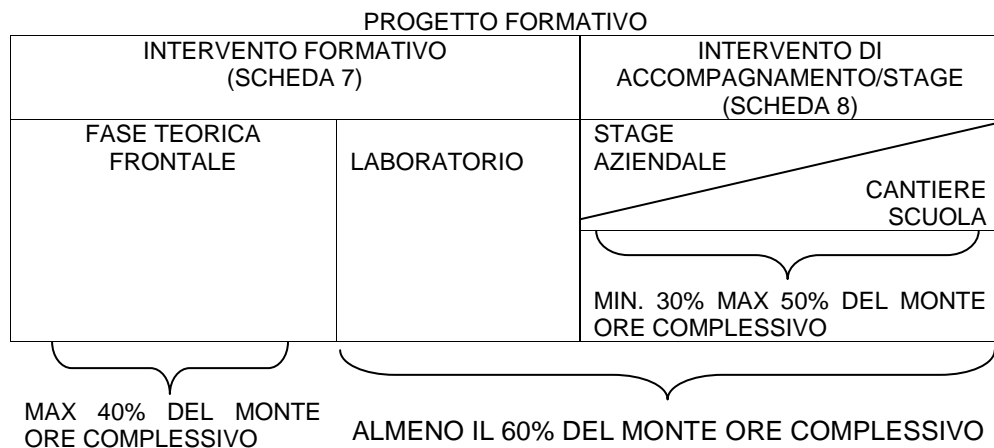 PROGETTO FORMATIVO
INTERVENTO FORMATIVO
(SCHEDA 7)
INTERVENTO DI
ACCOMPAGNAMENTO/STAGE
(SCHEDA 8)
FASE TEORICA
FRONTALE
LABORATORIO
STAGE
AZIENDALE
CANTIERE
SCUOLA
MIN. 30% MAX 50% DEL MONTE
ORE COMPLESSIVO
MAX 40% DEL MONTE
ORE COMPLESSIVO
ALMENO IL 60% DEL MONTE ORE COMPLESSIVO